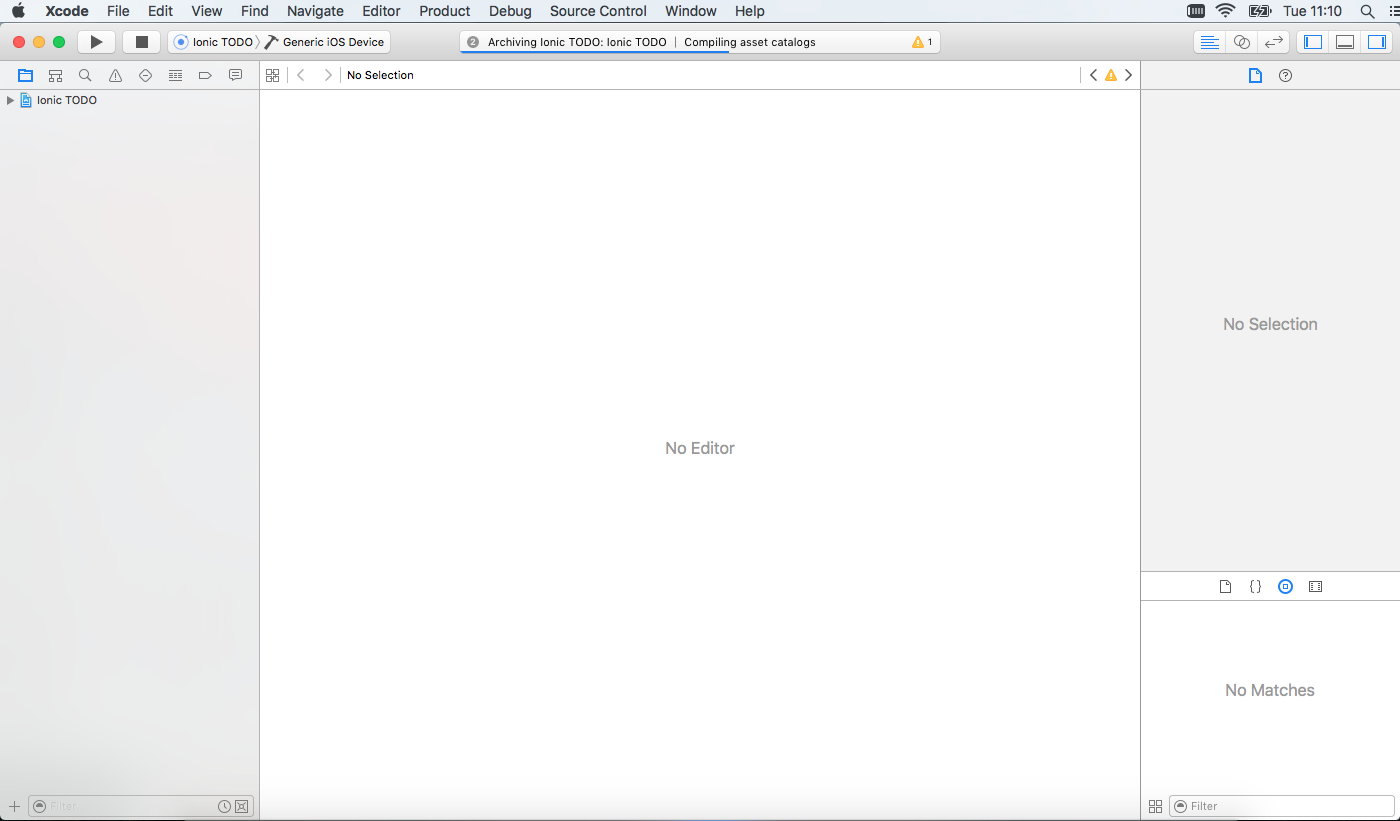 Xcode File Edit View Find Navigate Editor Product Debug Source Control Window Help Tue 11:10
Ionic TODO Generic iOS Device 2 Archiving Ionic TODO: Ionic TODO | Compiling asset catalogs 1
No Selection
Ionic TODO
No Selection
No Editor
No Matches
Filter
Filter